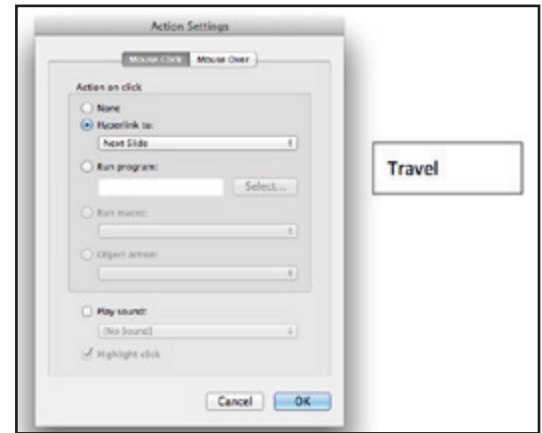 Action Settings
Mouse Click Mouse Over
Action on click
None
Hyperlink to:
Next Slide
Run program:
Select...
Run macro:
Object action:
Play sound:
[No Sound]
Highlight click
Cancel OK
Travel